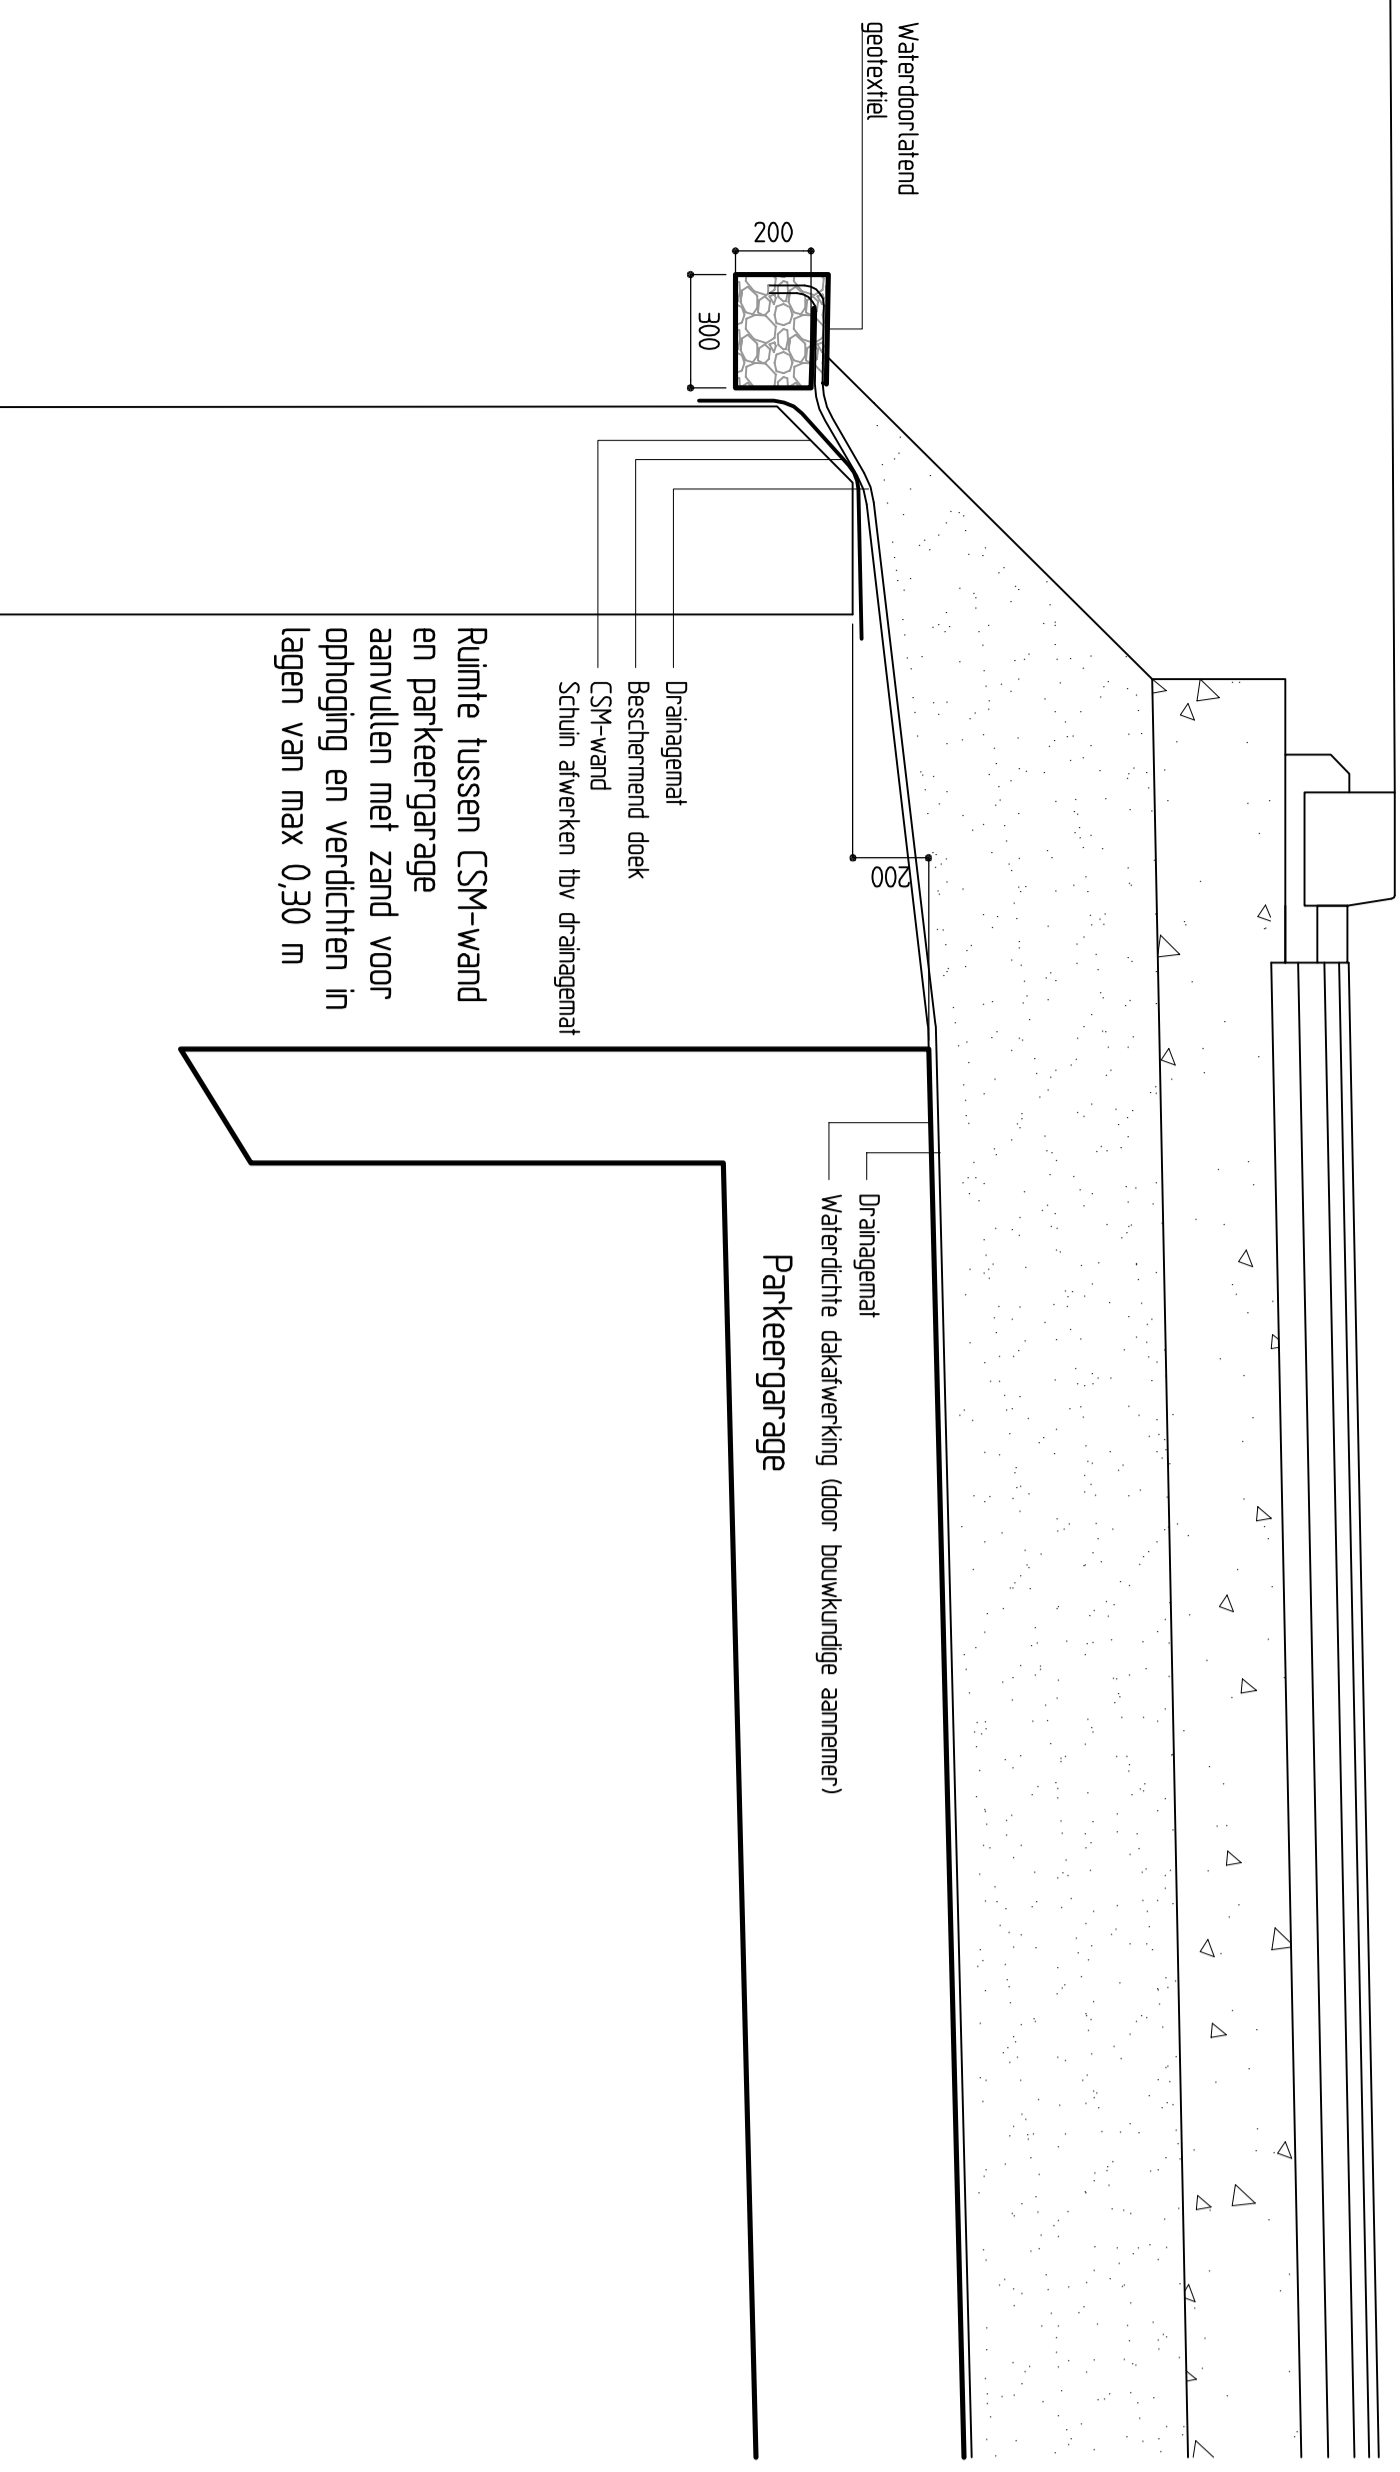 Waterdoorlatend
geotextiel
200
300
200
Drainagemat
Beschermend doek
CSM-wand
Schuin afwerken tbv drainagemat
Ruimte tussen CSM-wand
en parkeergarage
aanvullen met zand voor
ophoging en verdichten in
lagen van max 0,30 m
Drainagemat
Waterdichte dakafwerking (door bouwkundige aannemer)
Parkeergarage